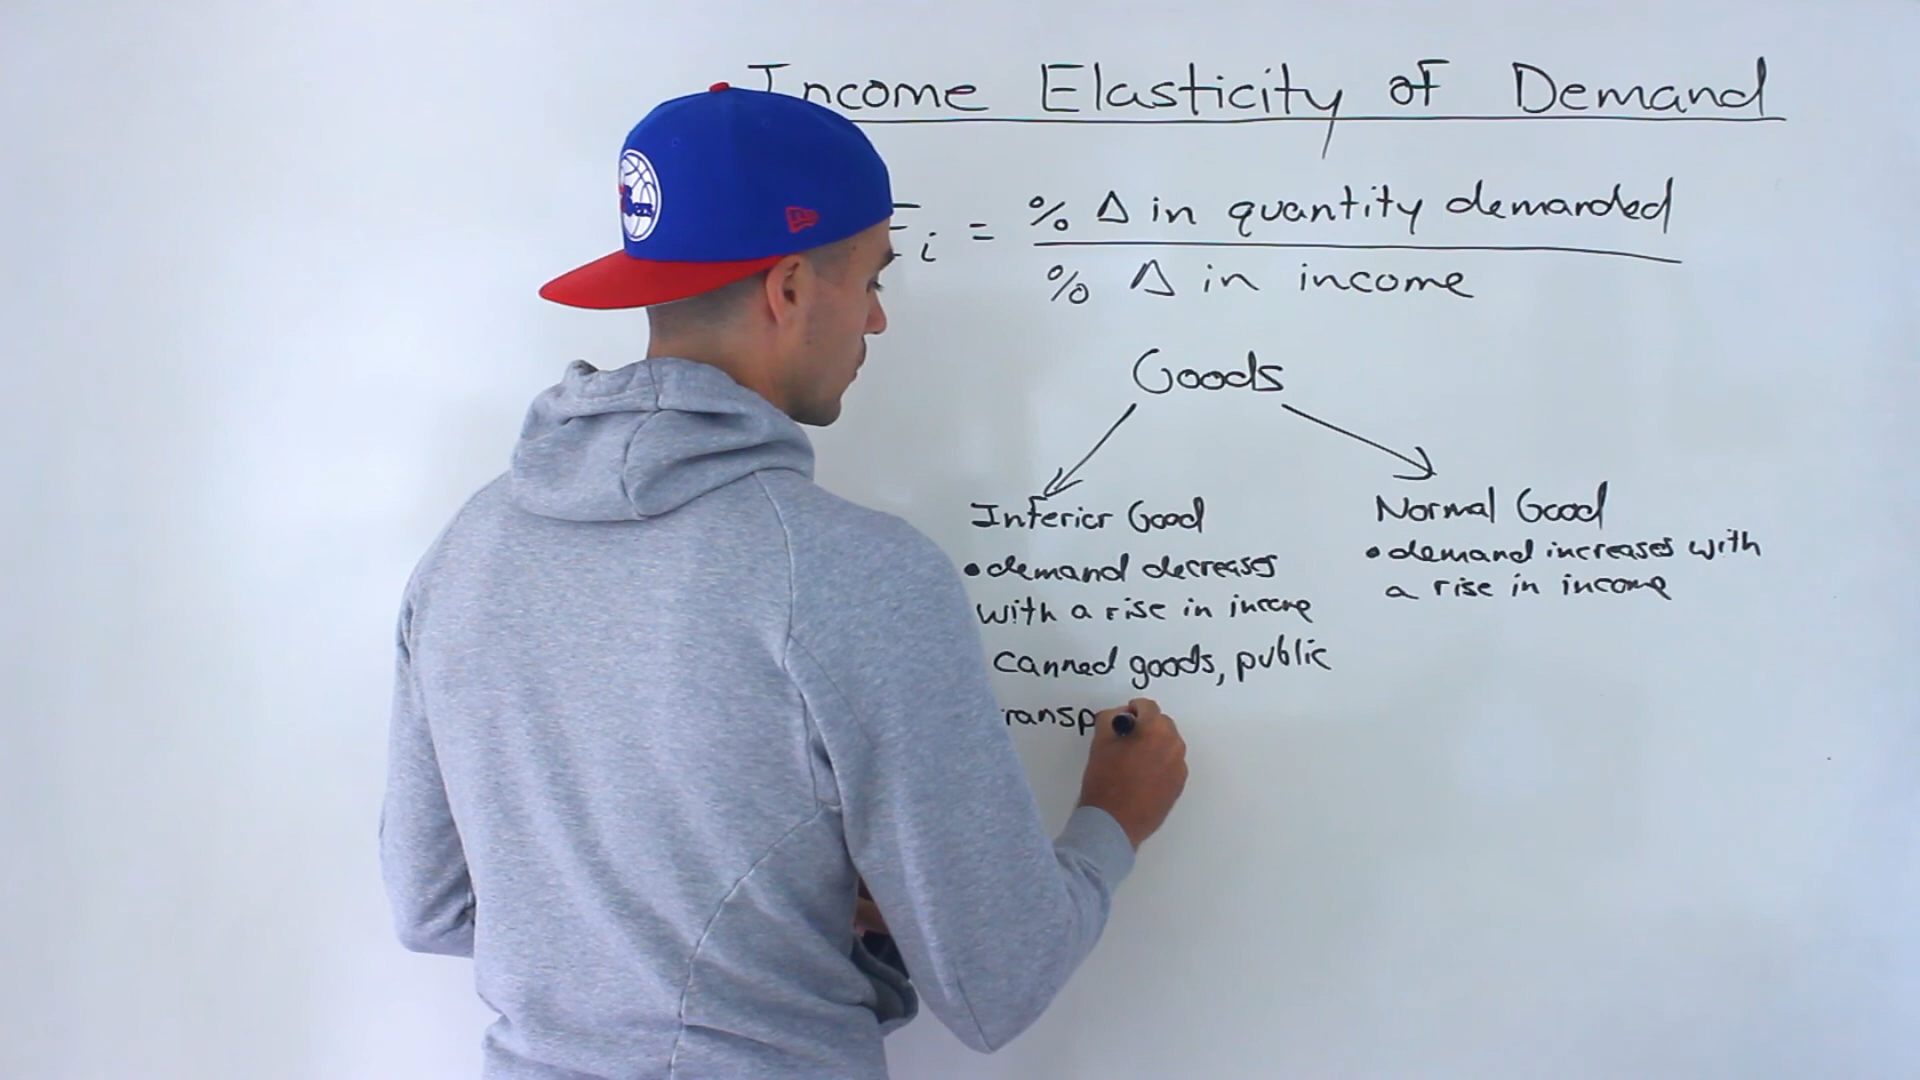 Income Elasticity of Demand
Ei = % Δ in quantity demanded
% Δ in income
Goods
Inferior Good
• demand decreases
with a rise in income
canned goods, public
ransp
Normal Good
• demand increases with
a rise in income